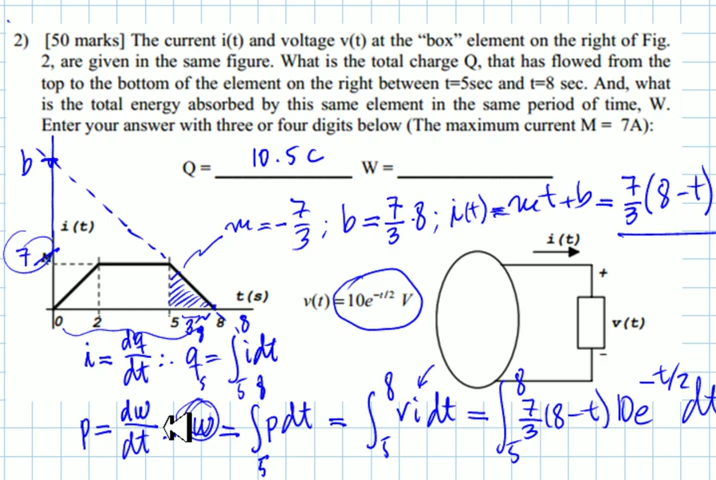 2) [50 marks] The current i(t) and voltage v(t) at the “box” element on the right of Fig.
2, are given in the same figure. What is the total charge Q, that has flowed from the
top to the bottom of the element on the right between t=5sec and t=8 sec. And, what
is the total energy absorbed by this same element in the same period of time, W.
Enter your answer with three or four digits below (The maximum current M = 7A):
b
Q = 10.5 C W =
m = -7/3 ; b = 7/3 · 8 ; i(t) = mt + b = 7/3 (8-t)
i(t)
7
i(t)
+
t(s)
v(t) = 10e^{-t/2} V
v(t)
0 2 5 3 8
-
i = dq/dt ∴ q = ∫_5^8 i dt
p = dw/dt ∴ w = ∫_5^8 p dt = ∫_5^8 v i dt = ∫_5^8 7/3 (8-t) 10e^{-t/2} dt